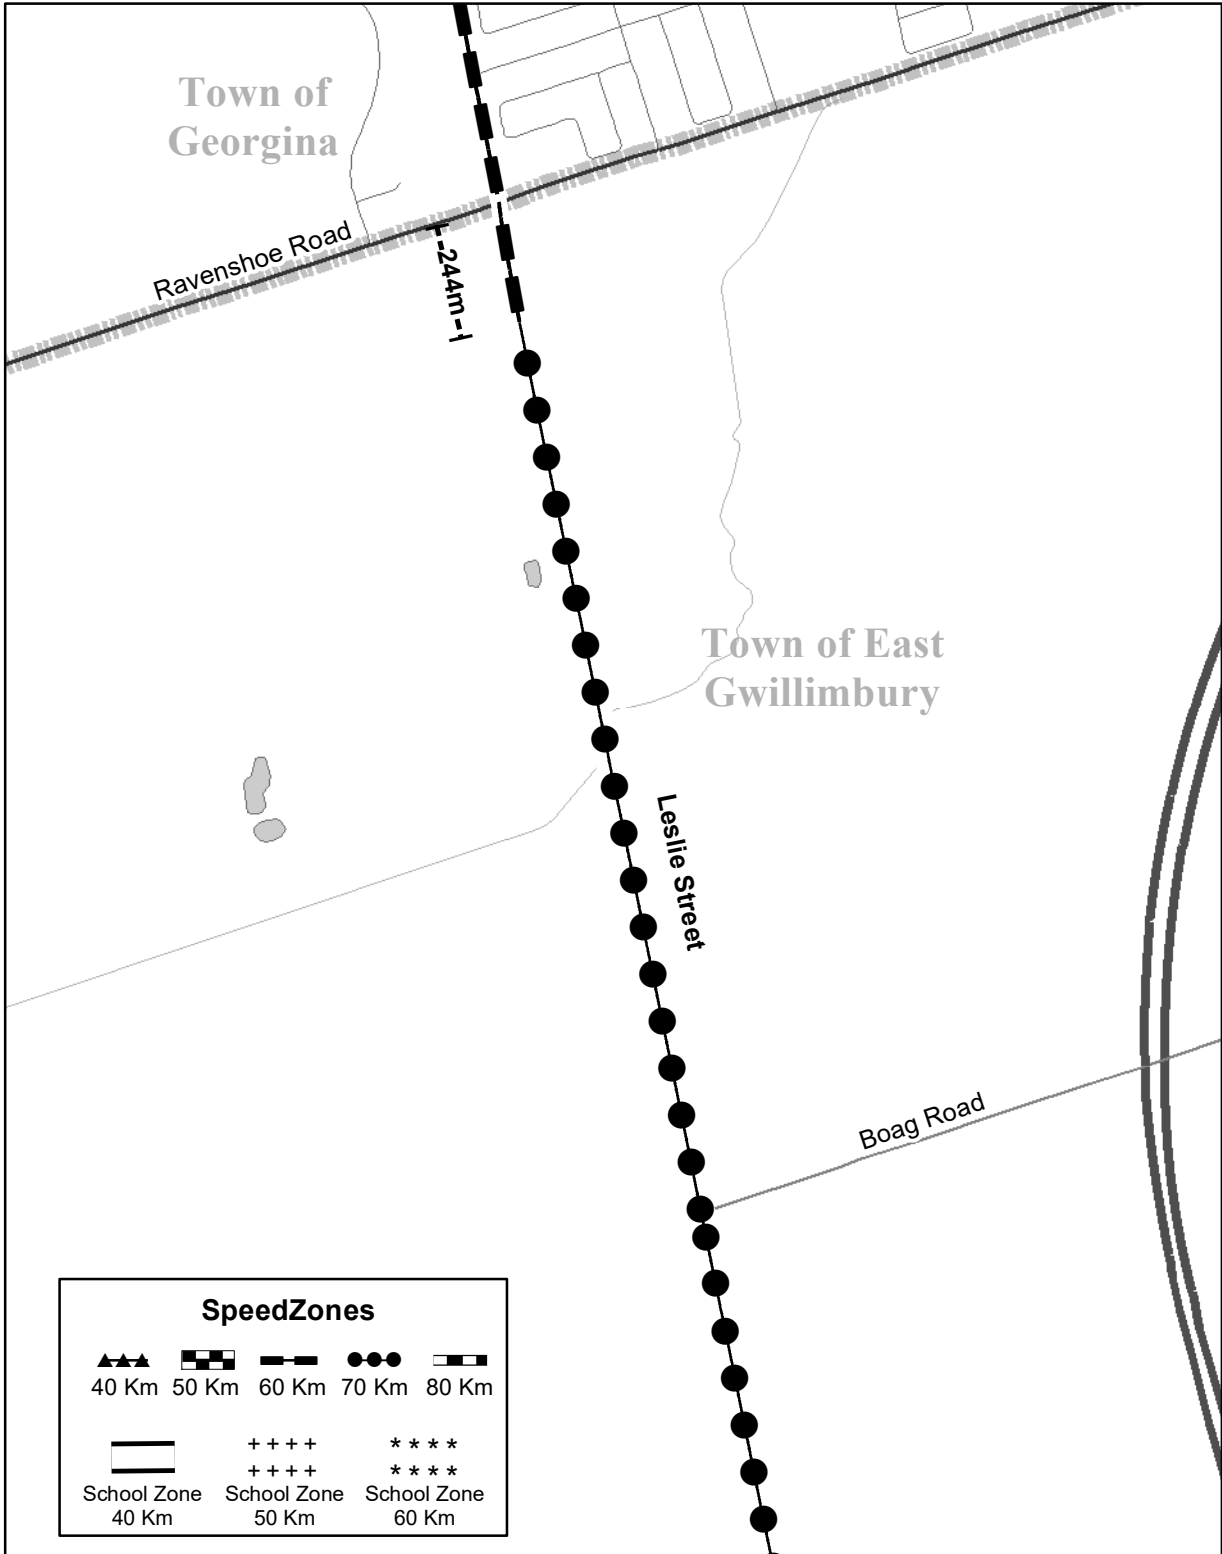 Town of
Georgina
Ravenshoe Road
244m
Town of East
Gwillimbury
Leslie Street
Boag Road
SpeedZones
40 Km 50 Km 60 Km 70 Km 80 Km
School Zone School Zone School Zone
40 Km 50 Km 60 Km